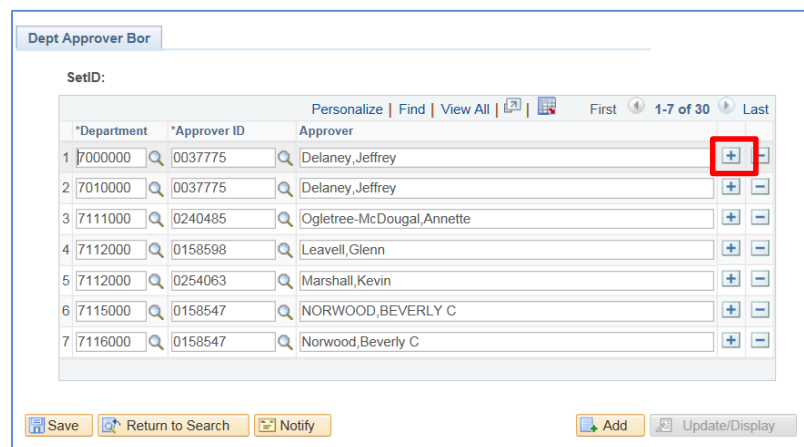 Dept Approver Bor
SetID:
Personalize | Find | View All | First 1-7 of 30 Last
*Department *Approver ID Approver
1 7000000 0037775 Delaney,Jeffrey
2 7010000 0037775 Delaney,Jeffrey
3 7111000 0240485 Ogletree-McDougal,Annette
4 7112000 0158598 Leavell,Glenn
5 7112000 0254063 Marshall,Kevin
6 7115000 0158547 NORWOOD,BEVERLY C
7 7116000 0158547 Norwood,Beverly C
Save Return to Search Notify Add Update/Display